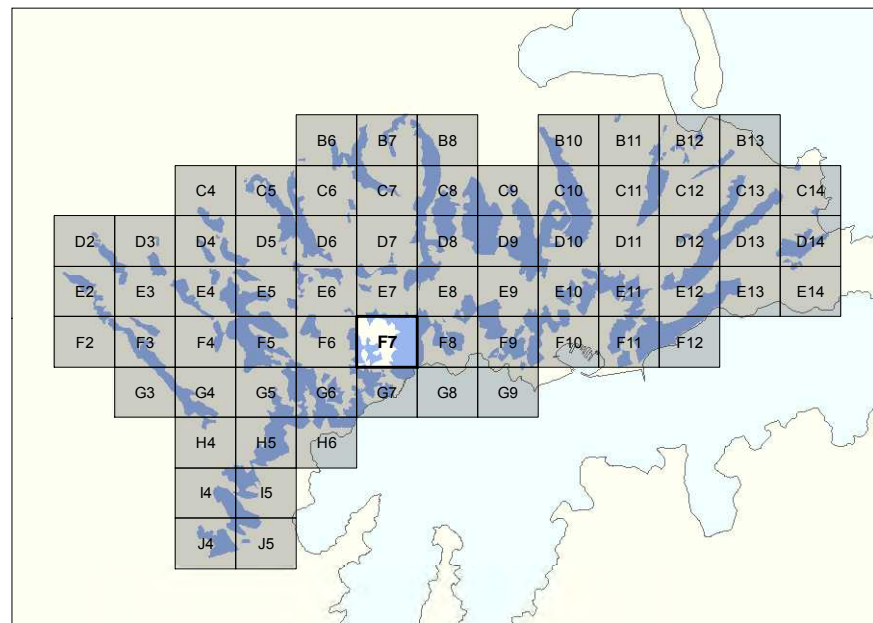 B6 B7 B8 B10 B11 B12 B13
C4 C5 C6 C7 C8 C9 C10 C11 C12 C13 C14
D2 D3 D4 D5 D6 D7 D8 D9 D10 D11 D12 D13 D14
E2 E3 E4 E5 E6 E7 E8 E9 E10 E11 E12 E13 E14
F2 F3 F4 F5 F6 F7 F8 F9 F10 F11 F12
G3 G4 G5 G6 G7 G8 G9
H4 H5 H6
I4 I5
J4 J5